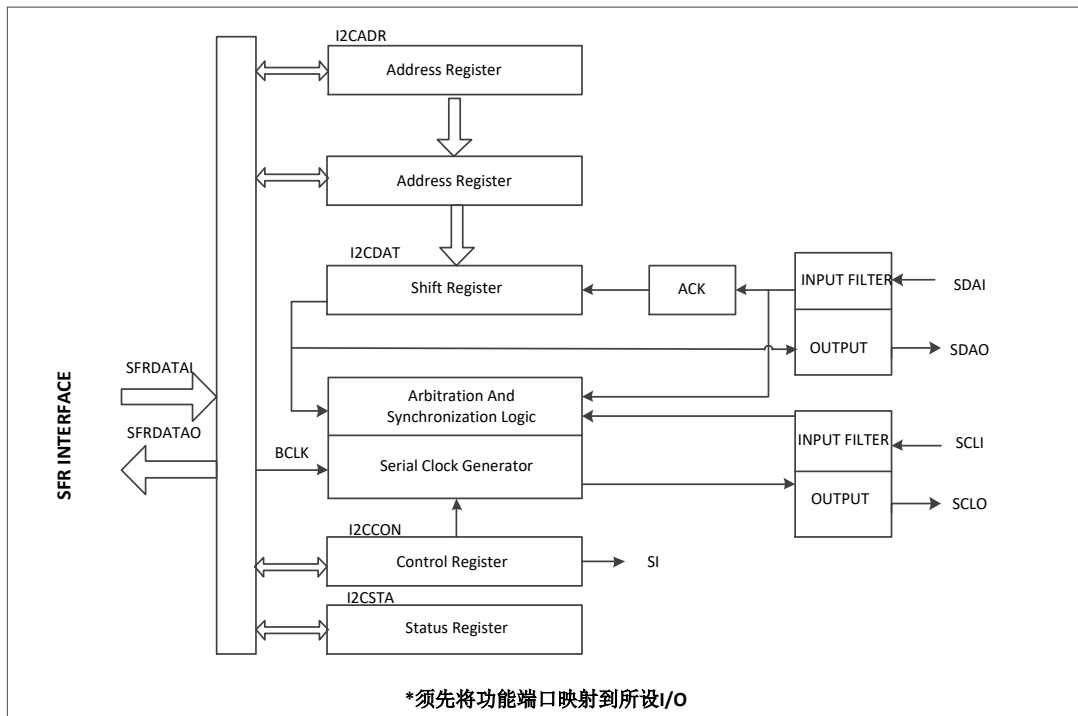 I2CADR
Address Register
Address Register
I2CDAT
Shift Register
ACK
INPUT FILTER
SDAI
OUTPUT
SDAO
SFR INTERFACE
SFRDATAI
SFRDATAO
BCLK
Arbitration And
Synchronization Logic
Serial Clock Generator
INPUT FILTER
SCLI
OUTPUT
SCLO
I2CCON
Control Register
SI
I2CSTA
Status Register
*须先将功能端口映射到所设I/O